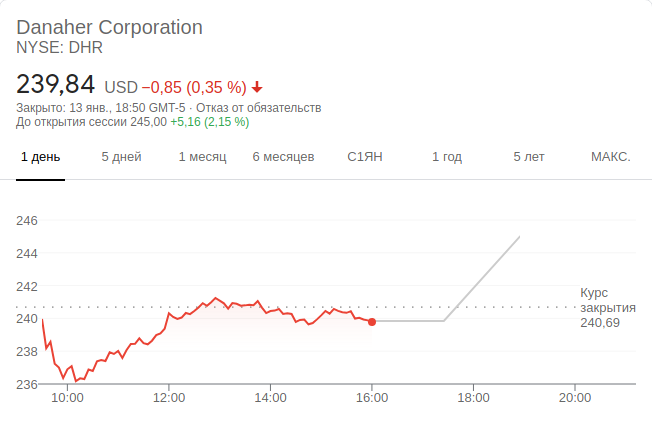 Danaher Corporation
NYSE: DHR
239,84 USD −0,85 (0,35 %)
Закрыто: 13 янв., 18:50 GMT-5 · Отказ от обязательств
До открытия сессии 245,00 +5,16 (2,15 %)
1 день 5 дней 1 месяц 6 месяцев С1ЯН 1 год 5 лет МАКС.
246
244
242
240
238
236
Курс
закрытия
240,69
10:00 12:00 14:00 16:00 18:00 20:00